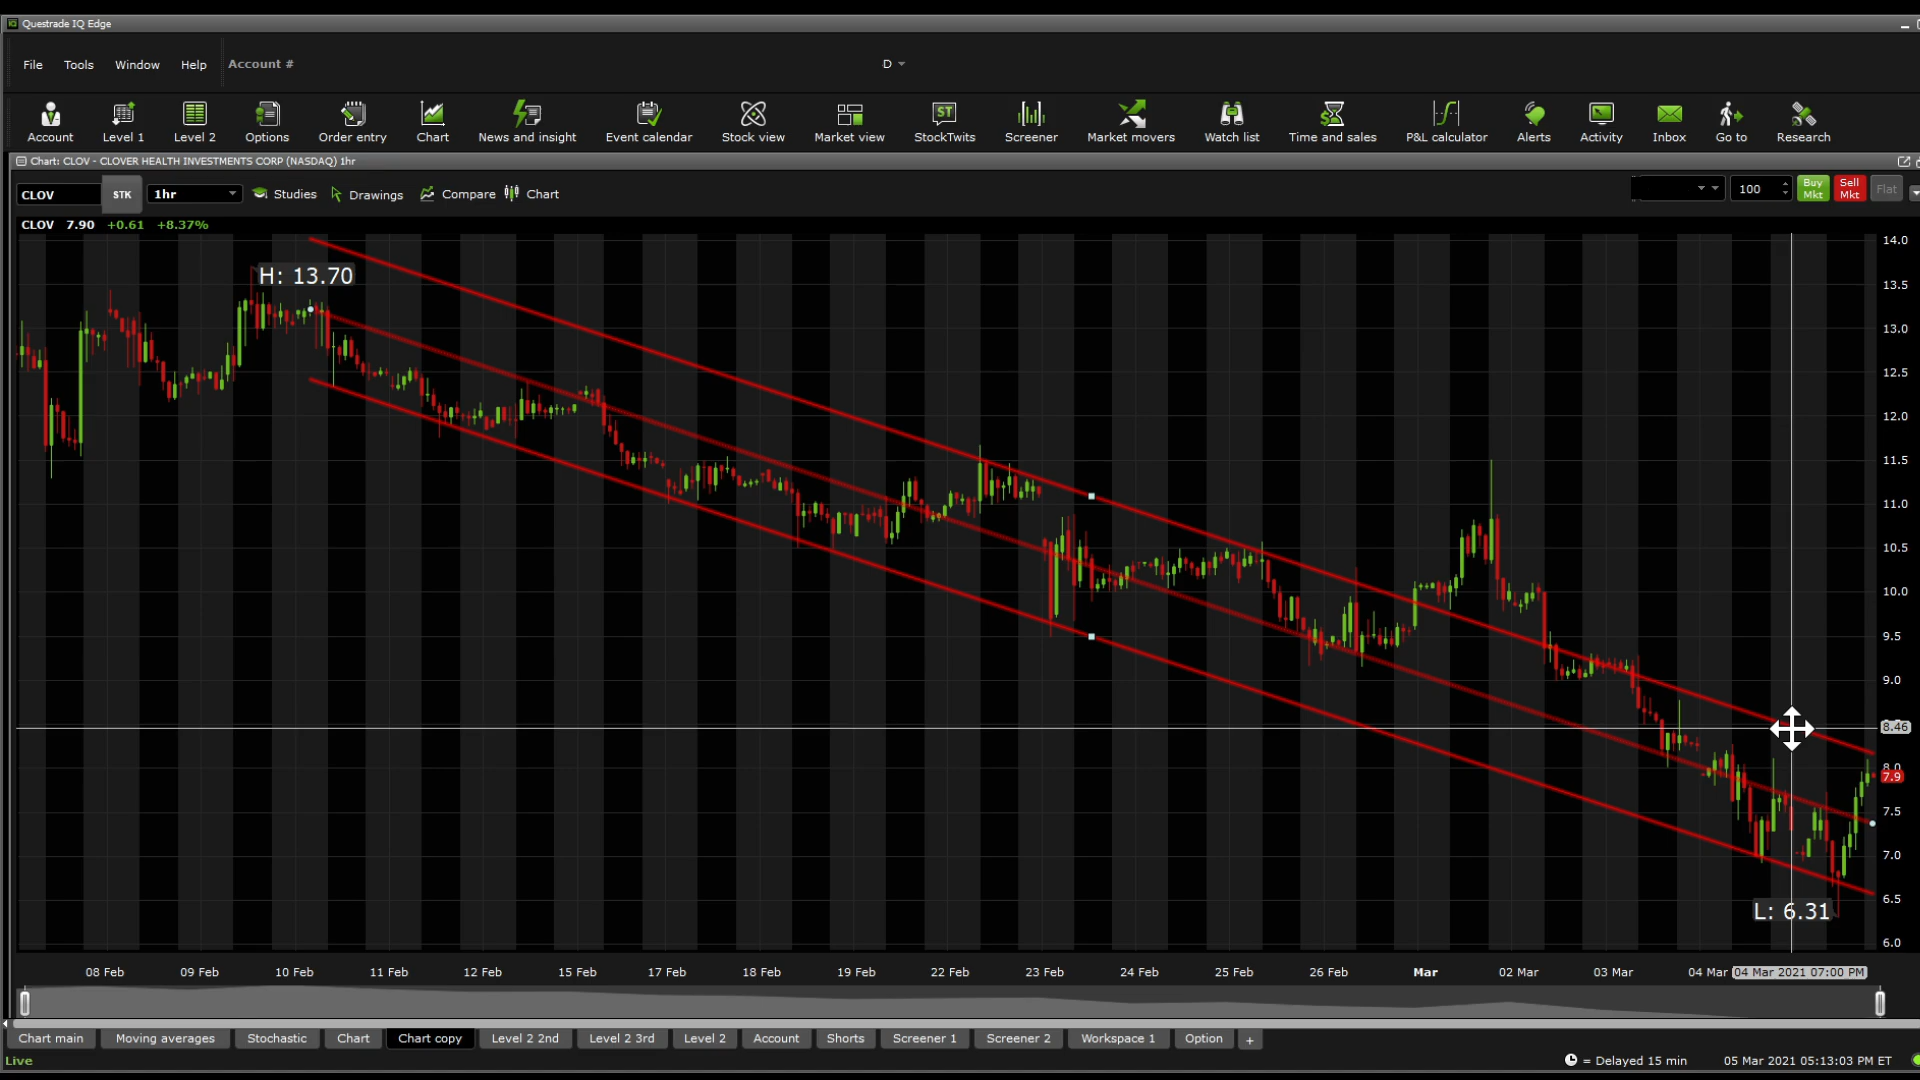 Questrade IQ Edge
File Tools Window Help Account # D
Account Level 1 Level 2 Options Order entry Chart News and insight Event calendar Stock view Market view StockTwits Screener Market movers Watch list Time and sales P&L calculator Alerts Activity Inbox Go to Research
Chart: CLOV - CLOVER HEALTH INVESTMENTS CORP (NASDAQ) 1hr
CLOV STK 1hr Studies Drawings Compare Chart 100 Buy Mkt Sell Mkt Flat
CLOV 7.90 +0.61 +8.37%
14.0
H: 13.70
13.5
13.0
12.5
12.0
11.5
11.0
10.5
10.0
9.5
9.0
8.46
8.0
7.9
7.5
7.0
6.5
L: 6.31
6.0
08 Feb 09 Feb 10 Feb 11 Feb 12 Feb 15 Feb 17 Feb 18 Feb 19 Feb 22 Feb 23 Feb 24 Feb 25 Feb 26 Feb Mar 02 Mar 03 Mar 04 Mar 04 Mar 2021 07:00 PM
Chart main Moving averages Stochastic Chart Chart copy Level 2 2nd Level 2 3rd Level 2 Account Shorts Screener 1 Screener 2 Workspace 1 Option +
Live = Delayed 15 min 05 Mar 2021 05:13:03 PM ET